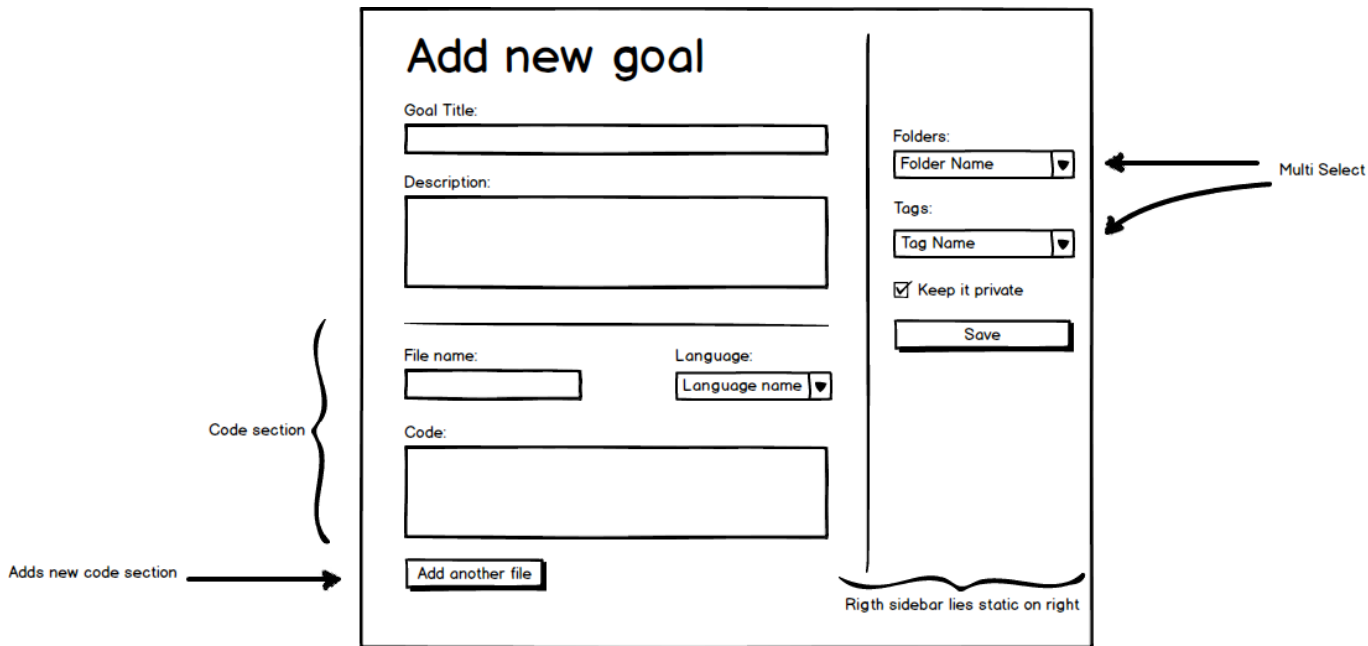 Add new goal
Goal Title:
Description:
File name:
Language:
Language name
Code:
Add another file
Folders:
Folder Name
Tags:
Tag Name
Keep it private
Save
Multi Select
Code section
Adds new code section
Rigth sidebar lies static on right